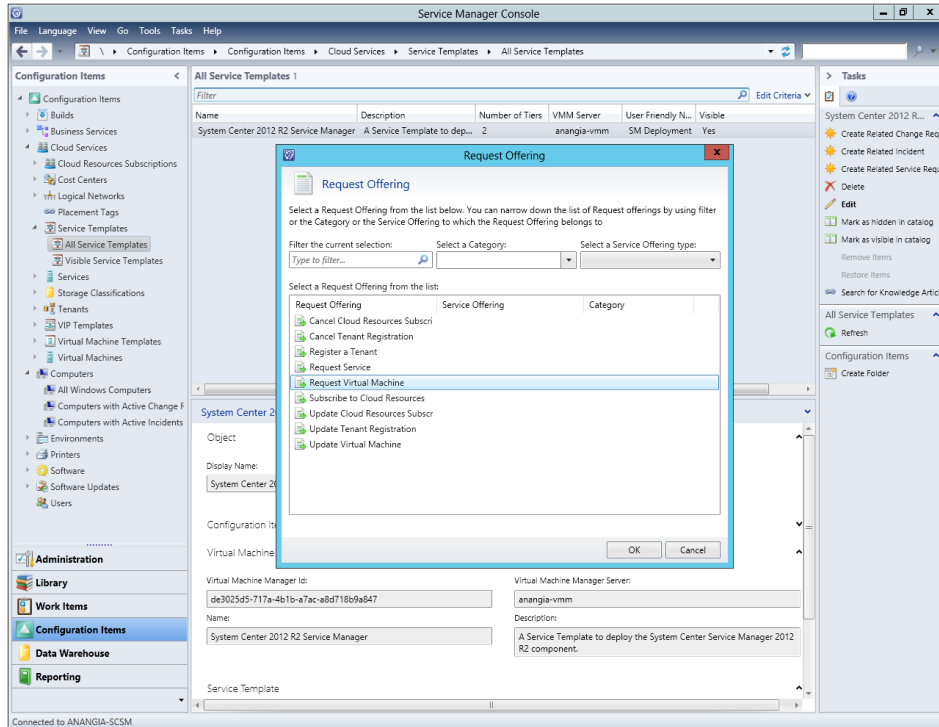 Service Manager Console
File Language View Go Tools Tasks Help
\ Configuration Items Configuration Items Cloud Services Service Templates All Service Templates
Configuration Items <
Configuration Items
Builds
Business Services
Cloud Services
Cloud Resources Subscriptions
Cost Centers
Logical Networks
Placement Tags
Service Templates
All Service Templates
Visible Service Templates
Services
Storage Classifications
Tenants
VIP Templates
Virtual Machine Templates
Virtual Machines
Computers
All Windows Computers
Computers with Active Change F
Computers with Active Incidents
Environments
Printers
Software
Software Updates
Users
Administration
Library
Work Items
Configuration Items
Data Warehouse
Reporting
Connected to ANANGIA-SCSM
All Service Templates 1
Filter Edit Criteria
Name Description Number of Tiers VMM Server User Friendly N... Visible
System Center 2012 R2 Service Manager A Service Template to dep... 2 anangia-vmm SM Deployment Yes
Request Offering
Request Offering
Select a Request Offering from the list below. You can narrow down the list of Request offerings by using filter
or the Category or the Service Offering to which the Request Offering belongs to
Filter the current selection: Select a Category: Select a Service Offering type:
Type to filter...
Select a Request Offering from the list:
Request Offering Service Offering Category
Cancel Cloud Resources Subscri
Cancel Tenant Registration
Register a Tenant
Request Service
Request Virtual Machine
Subscribe to Cloud Resources
Update Cloud Resources Subscr
Update Tenant Registration
Update Virtual Machine
OK Cancel
System Center 2
Object
Display Name:
System Center 20
Configuration Ite
Virtual Machine
Virtual Machine Manager Id: Virtual Machine Manager Server:
de3025d5-717a-4b1b-a7ac-a8d718b9a847 anangia-vmm
Name: Description:
System Center 2012 R2 Service Manager A Service Template to deploy the System Center Service Manager 2012
R2 component.
Service Template
> Tasks
System Center 2012 R...
Create Related Change Req
Create Related Incident
Create Related Service Requ
Delete
Edit
Mark as hidden in catalog
Mark as visible in catalog
Remove Items
Restore Items
Search for Knowledge Articl
All Service Templates
Refresh
Configuration Items
Create Folder